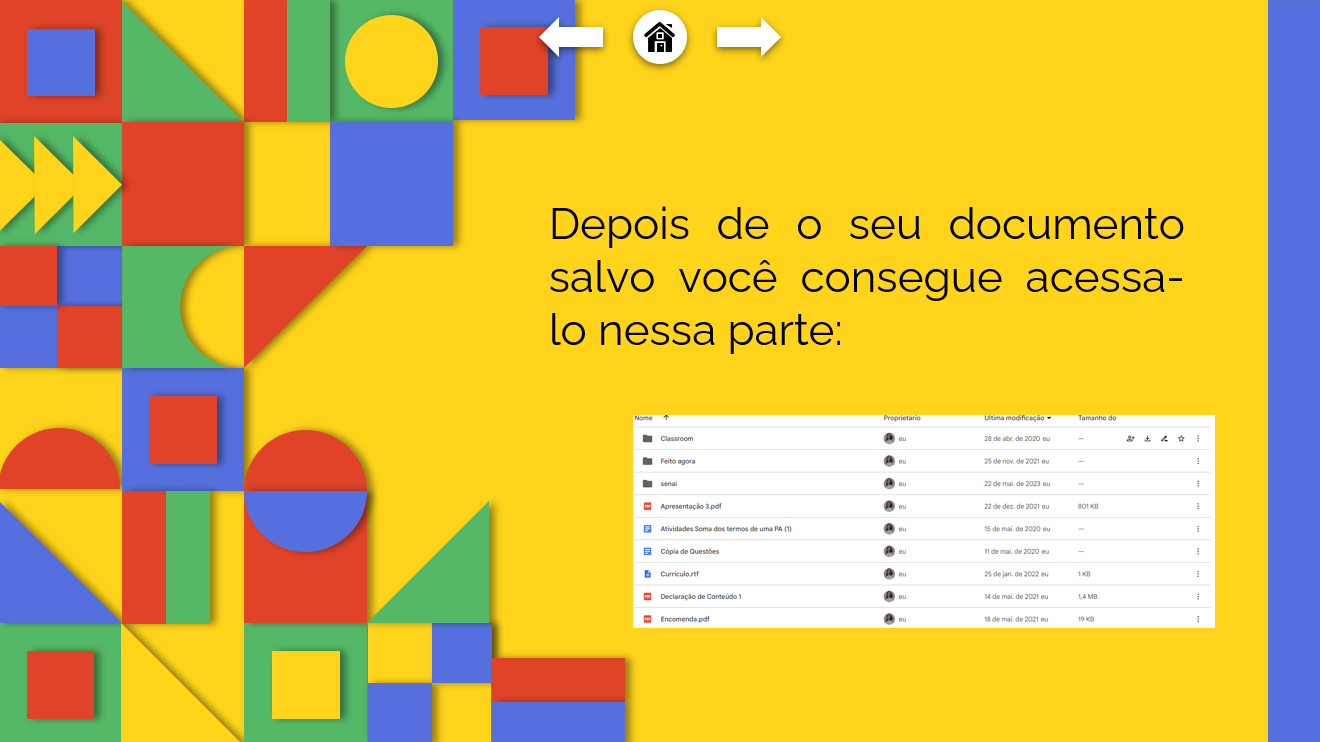 Depois de o seu documento
salvo você consegue acessa-
lo nessa parte:
Nome Proprietário Última modificação Tamanho do
Classroom eu 28 de abr. de 2020 eu —
Feito agora eu 25 de nov. de 2021 eu —
senai eu 22 de mai. de 2023 eu —
Apresentação 3.pdf eu 22 de dez. de 2021 eu 801 KB
Atividades Soma dos termos de uma PA (1) eu 15 de mai. de 2020 eu —
Cópia de Questões eu 11 de mai. de 2020 eu —
Curriculo.rtf eu 25 de jan. de 2022 eu 1 KB
Declaração de Conteúdo 1 eu 14 de mai. de 2021 eu 1,4 MB
Encomenda.pdf eu 18 de mai. de 2021 eu 19 KB